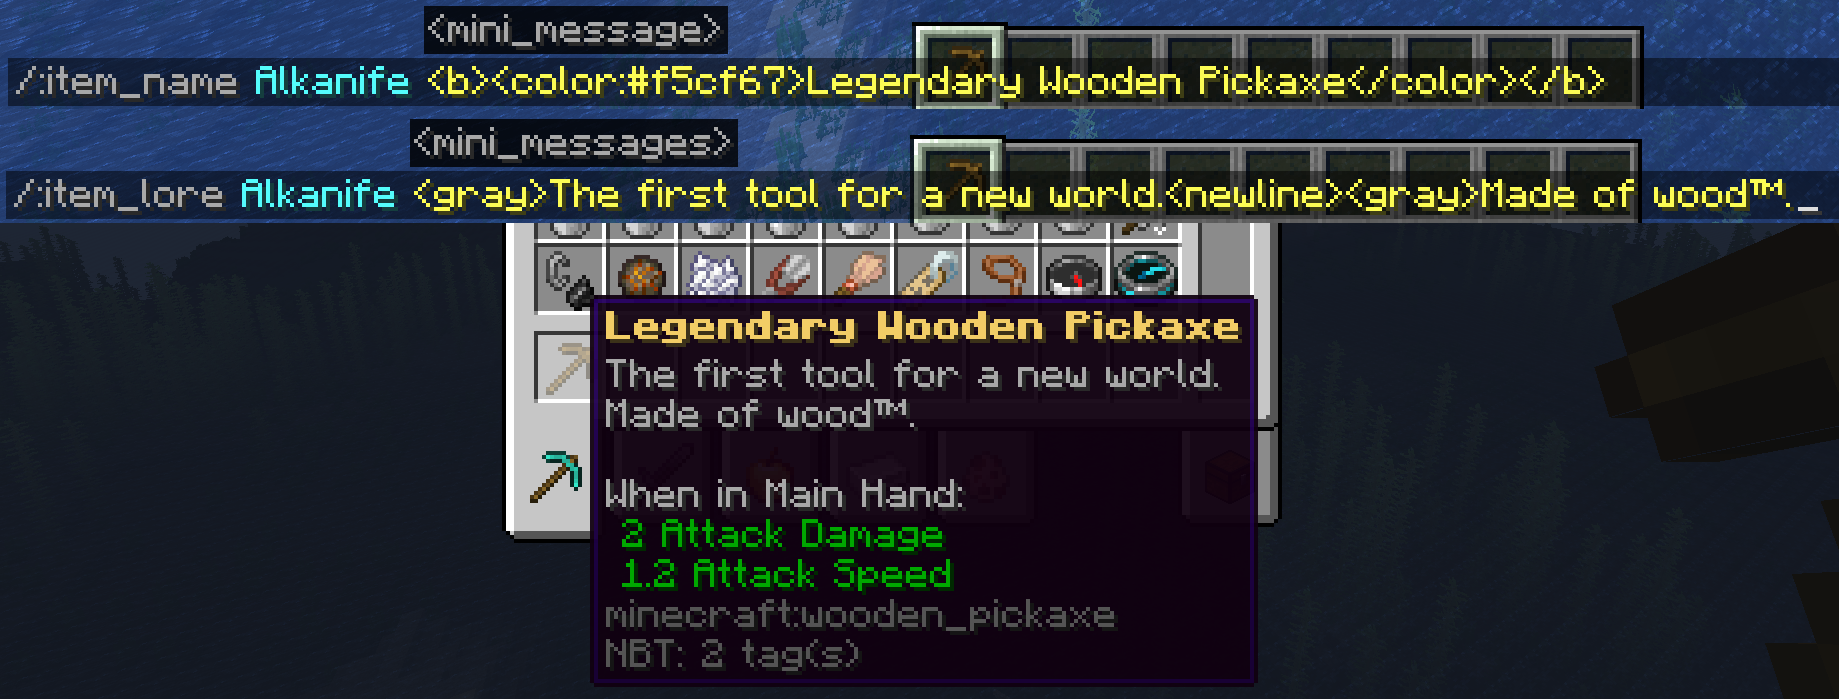 <mini_message>
/:item_name Alkanife <b><color:#f5cf67>Legendary Wooden Pickaxe</color></b>
<mini_messages>
/:item_lore Alkanife <gray>The first tool for a new world.<newline><gray>Made of wood™._
Legendary Wooden Pickaxe
The first tool for a new world.
Made of wood™.
When in Main Hand:
2 Attack Damage
1.2 Attack Speed
minecraft:wooden_pickaxe
NBT: 2 tag(s)